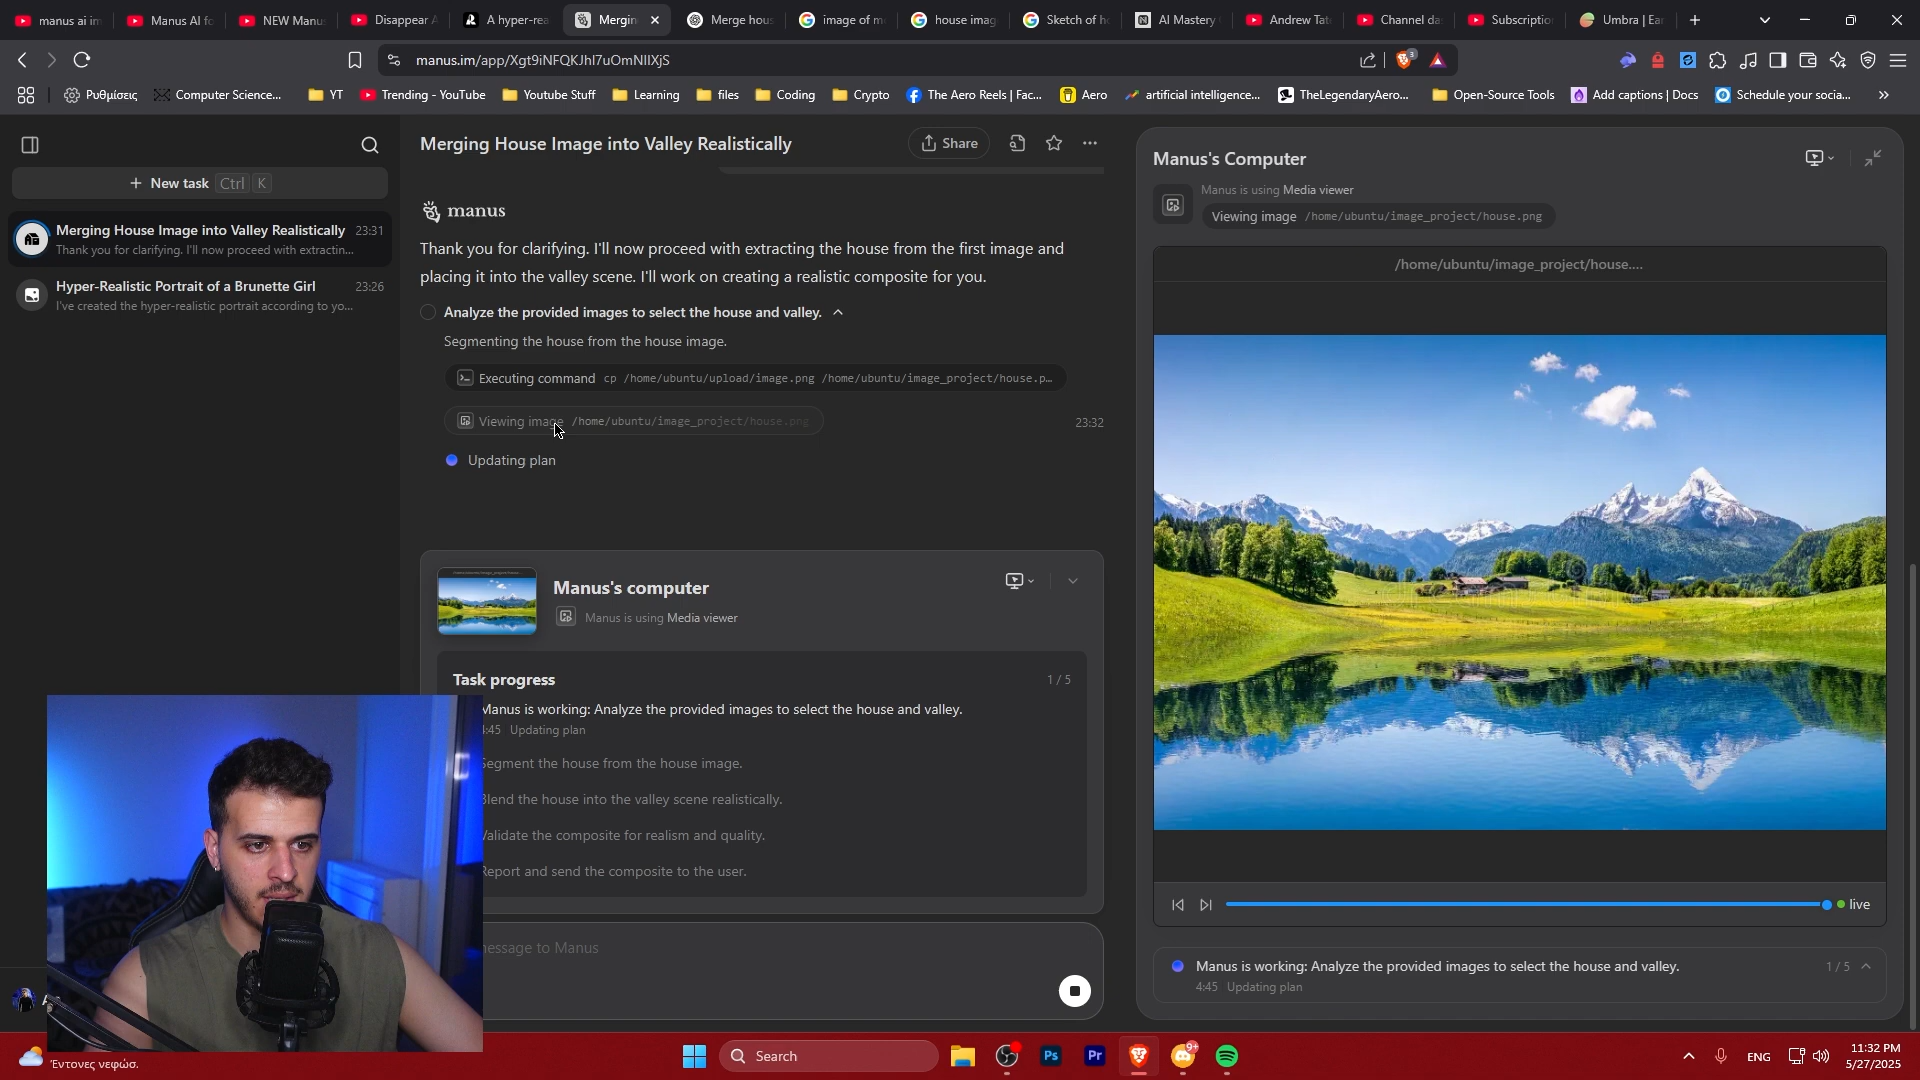 manus ai im
Manus AI fo
NEW Manu
Disappear A
A hyper-rea
Mergin
Merge hous
image of m
house imag
Sketch of ho
AI Mastery
Andrew Tat
Channel da
Subscriptio
Umbra | Ear
manus.im/app/Xgt9iNFQKJhI7uOmNIIXjS
3
Ρυθμίσεις
Computer Science...
YT
Trending - YouTube
Youtube Stuff
Learning
files
Coding
Crypto
The Aero Reels | Fac...
Aero
artificial intelligence...
TheLegendaryAero...
Open-Source Tools
Add captions | Docs
Schedule your socia...
New task Ctrl K
Merging House Image into Valley Realistically 23:31
Thank you for clarifying. I'll now proceed with extractin...
Hyper-Realistic Portrait of a Brunette Girl 23:26
I've created the hyper-realistic portrait according to yo...
Merging House Image into Valley Realistically
Share
manus
Thank you for clarifying. I'll now proceed with extracting the house from the first image and
placing it into the valley scene. I'll work on creating a realistic composite for you.
Analyze the provided images to select the house and valley.
Segmenting the house from the house image.
Executing command cp /home/ubuntu/upload/image.png /home/ubuntu/image_project/house.p...
Viewing image /home/ubuntu/image_project/house.png
23:32
Updating plan
Manus's computer
Manus is using Media viewer
Task progress 1 / 5
Manus is working: Analyze the provided images to select the house and valley.
4:45 Updating plan
Segment the house from the house image.
Blend the house into the valley scene realistically.
Validate the composite for realism and quality.
Report and send the composite to the user.
message to Manus
Manus's Computer
Manus is using Media viewer
Viewing image /home/ubuntu/image_project/house.png
/home/ubuntu/image_project/house....
live
Manus is working: Analyze the provided images to select the house and valley. 1 / 5
4:45 Updating plan
Έντονες νεφώσ.
Search
Ps
Pr
9+
ENG
11:32 PM
5/27/2025